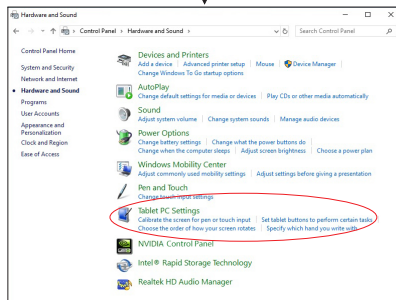 Hardware and Sound
Control Panel > Hardware and Sound >
Search Control Panel
Control Panel Home
System and Security
Network and Internet
Hardware and Sound
Programs
User Accounts
Appearance and
Personalization
Clock and Region
Ease of Access
Devices and Printers
Add a device Advanced printer setup Mouse Device Manager
Change Windows To Go startup options
AutoPlay
Change default settings for media or devices Play CDs or other media automatically
Sound
Adjust system volume Change system sounds Manage audio devices
Power Options
Change battery settings Change what the power buttons do
Change when the computer sleeps Adjust screen brightness Choose a power plan
Windows Mobility Center
Adjust commonly used mobility settings Adjust settings before giving a presentation
Pen and Touch
Change touch input settings
Tablet PC Settings
Calibrate the screen for pen or touch input Set tablet buttons to perform certain tasks
Choose the order of how your screen rotates Specify which hand you write with
NVIDIA Control Panel
Intel® Rapid Storage Technology
Realtek HD Audio Manager